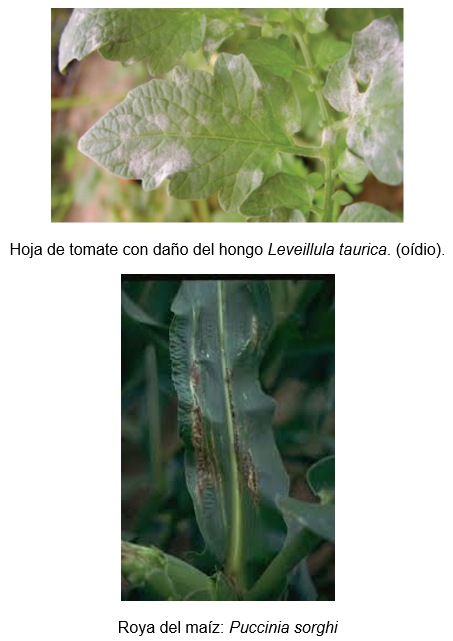 Hoja de tomate con daño del hongo Leveillula taurica. (oídio).
Roya del maíz: Puccinia sorghi